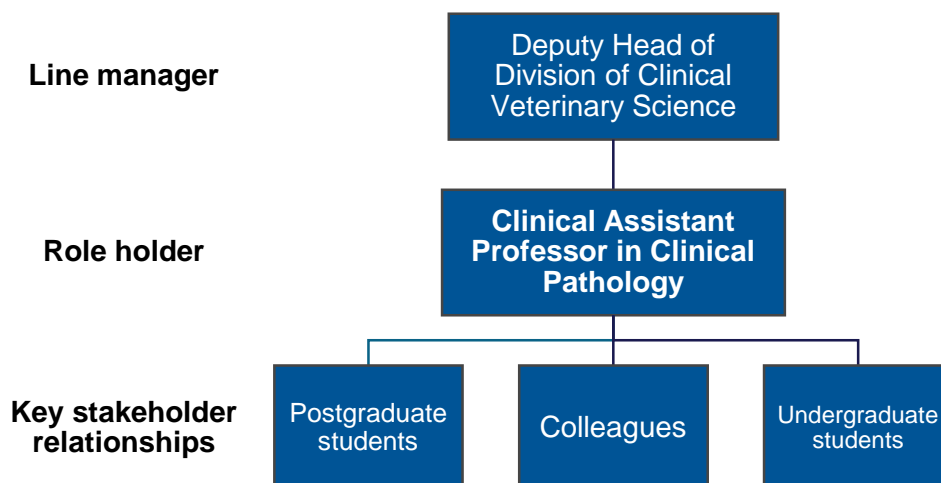 Line manager
Deputy Head of
Division of Clinical
Veterinary Science
Role holder
Clinical Assistant
Professor in Clinical
Pathology
Key stakeholder
relationships
Postgraduate
students
Colleagues
Undergraduate
students